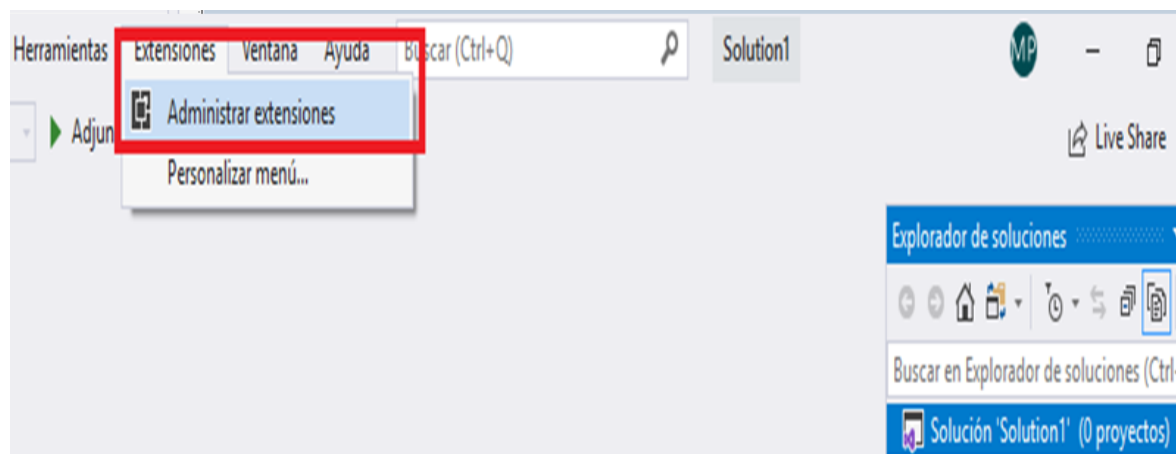 Herramientas Extensiones Ventana Ayuda Buscar (Ctrl+Q) Solution1 MP
Adjun Administrar extensiones Live Share
Personalizar menú...
Explorador de soluciones
Buscar en Explorador de soluciones (Ctrl+
Solución 'Solution1' (0 proyectos)